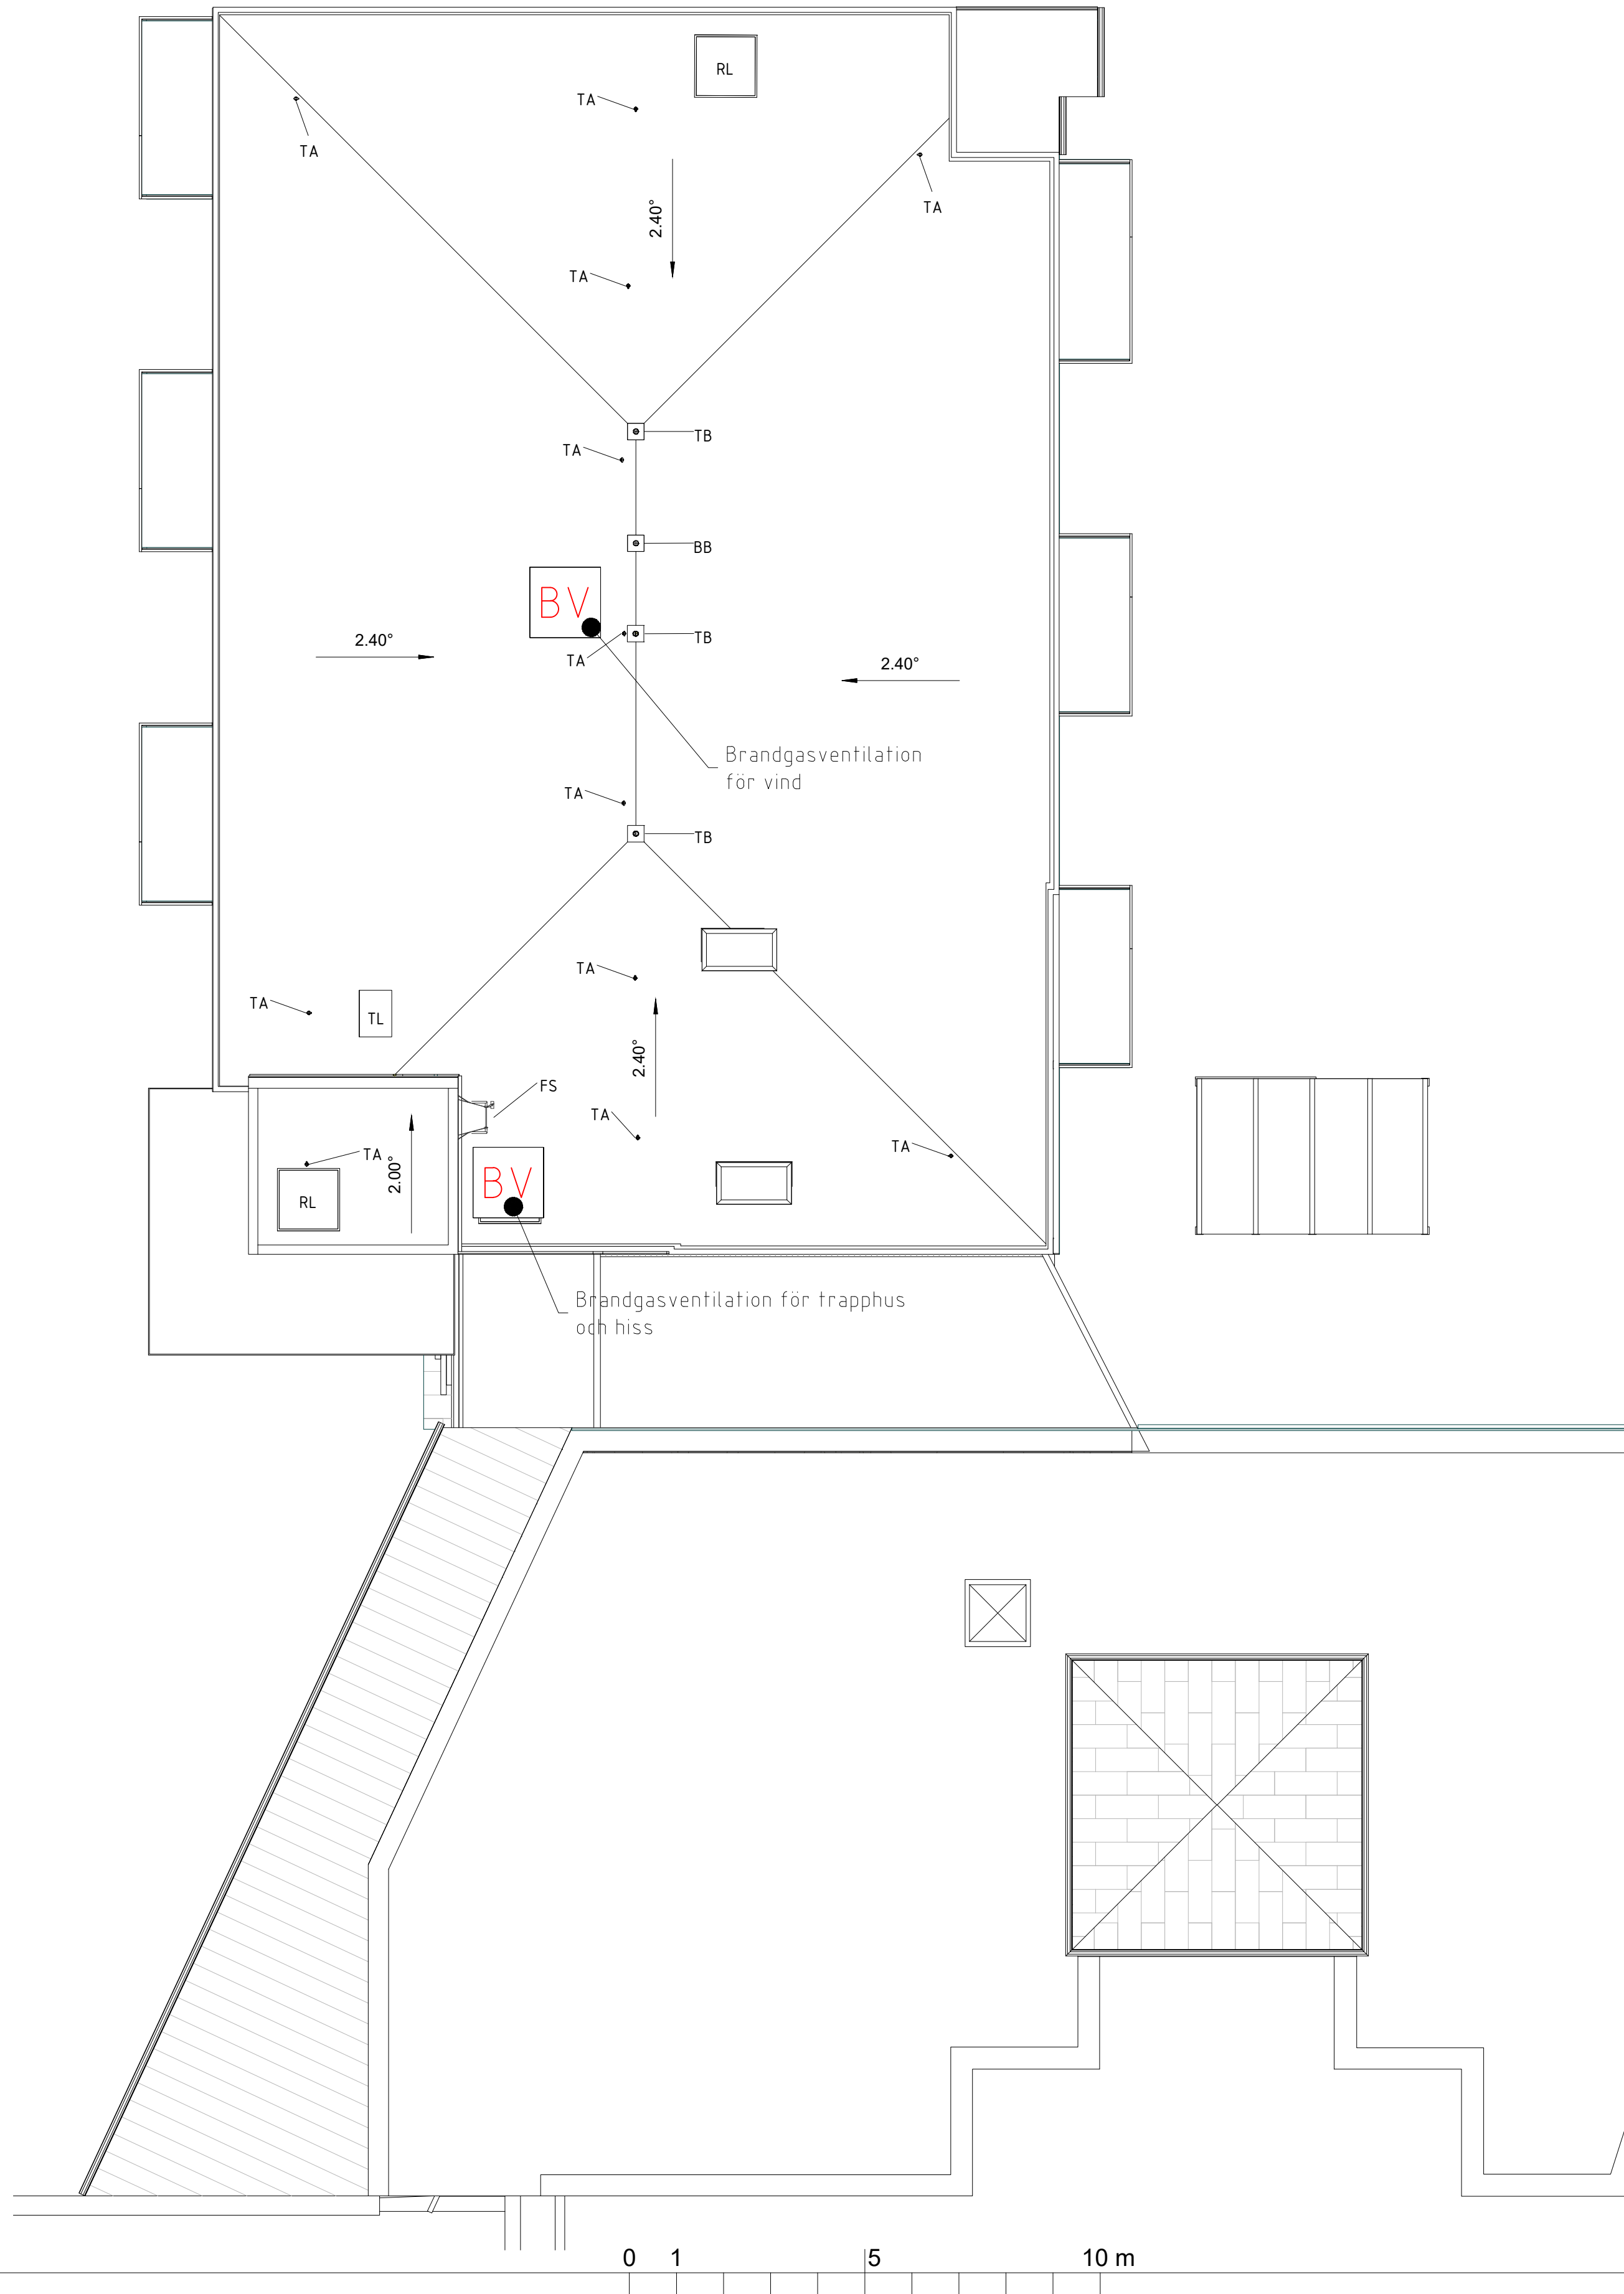 RL
TA
TA
TA
TA
2.40°
TA
TB
TA
BB
BV
TB
2.40°
TA
2.40°
Brandgasventilation
för vind
TA
TB
TA
TA
TL
2.40°
FS
TA
TA
TA
2.00°
RL
BV
Brandgasventilation för trapphus
och hiss
0 1 5 10 m